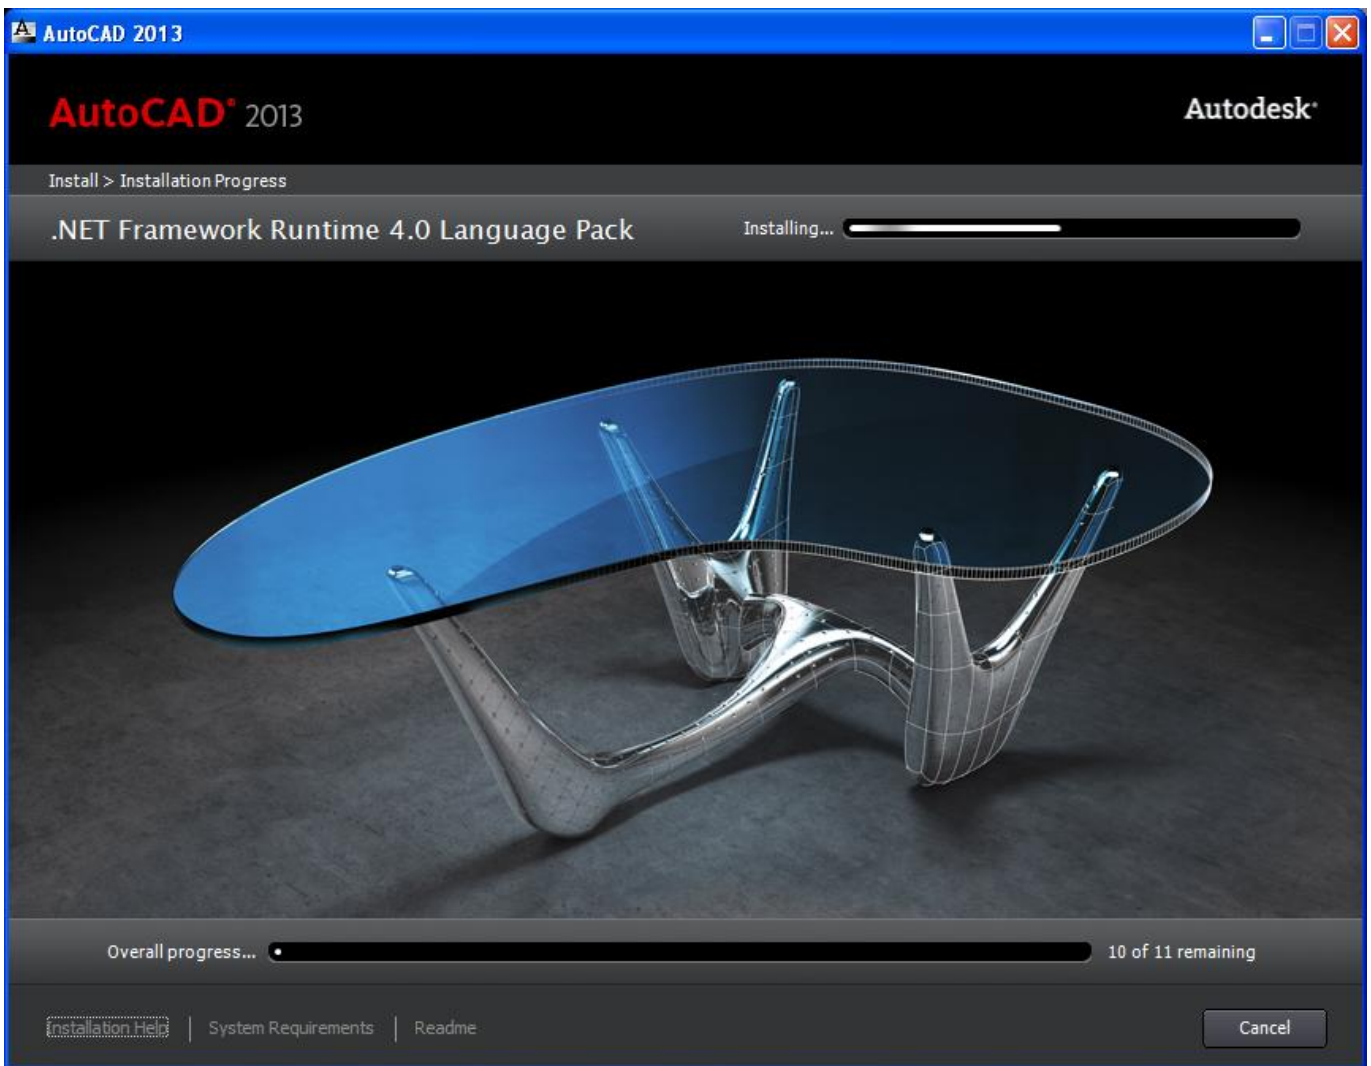 AutoCAD 2013
AutoCAD® 2013
Autodesk®
Install > Installation Progress
.NET Framework Runtime 4.0 Language Pack
Installing...
Overall progress...
10 of 11 remaining
Installation Help | System Requirements | Readme
Cancel